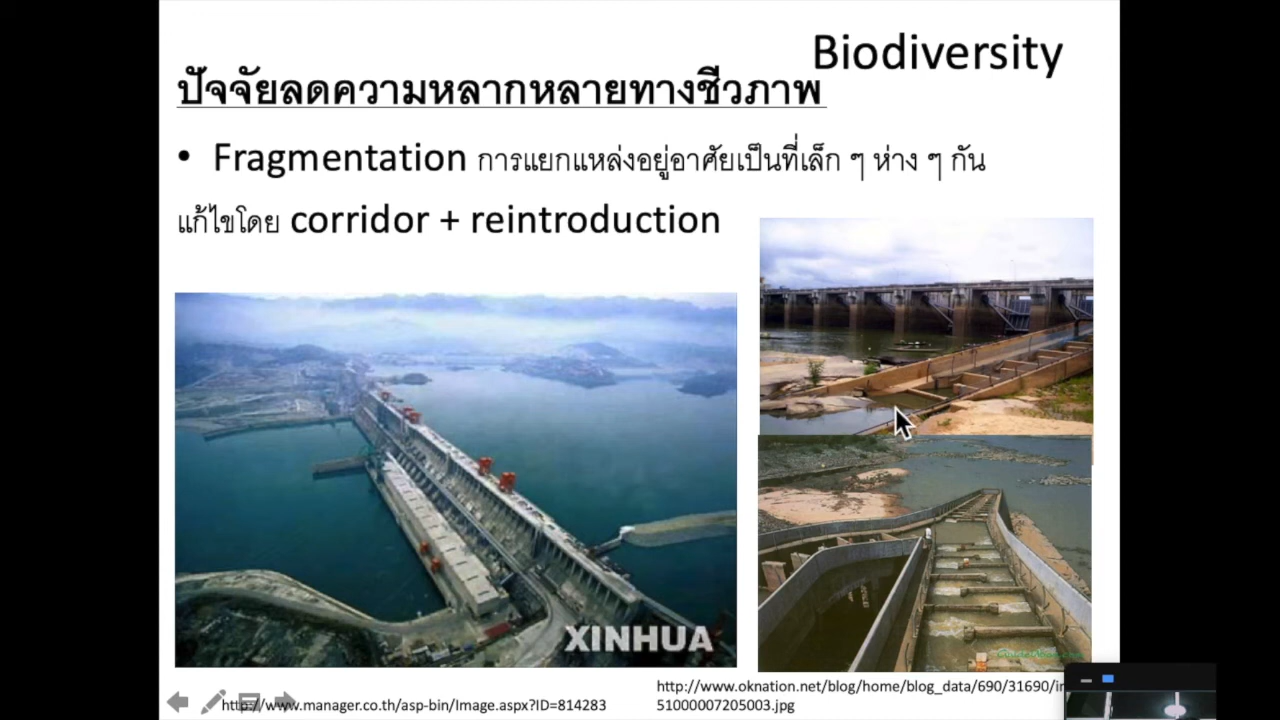 Biodiversity
ปัจจัยลดความหลากหลายทางชีวภาพ
• Fragmentation การแยกแหล่งอยู่อาศัยเป็นที่เล็ก ๆ ห่าง ๆ กัน
แก้ไขโดย corridor + reintroduction
XINHUA
http://www.manager.co.th/asp-bin/Image.aspx?ID=814283
http://www.oknation.net/blog/home/blog_data/690/31690/
51000007205003.jpg